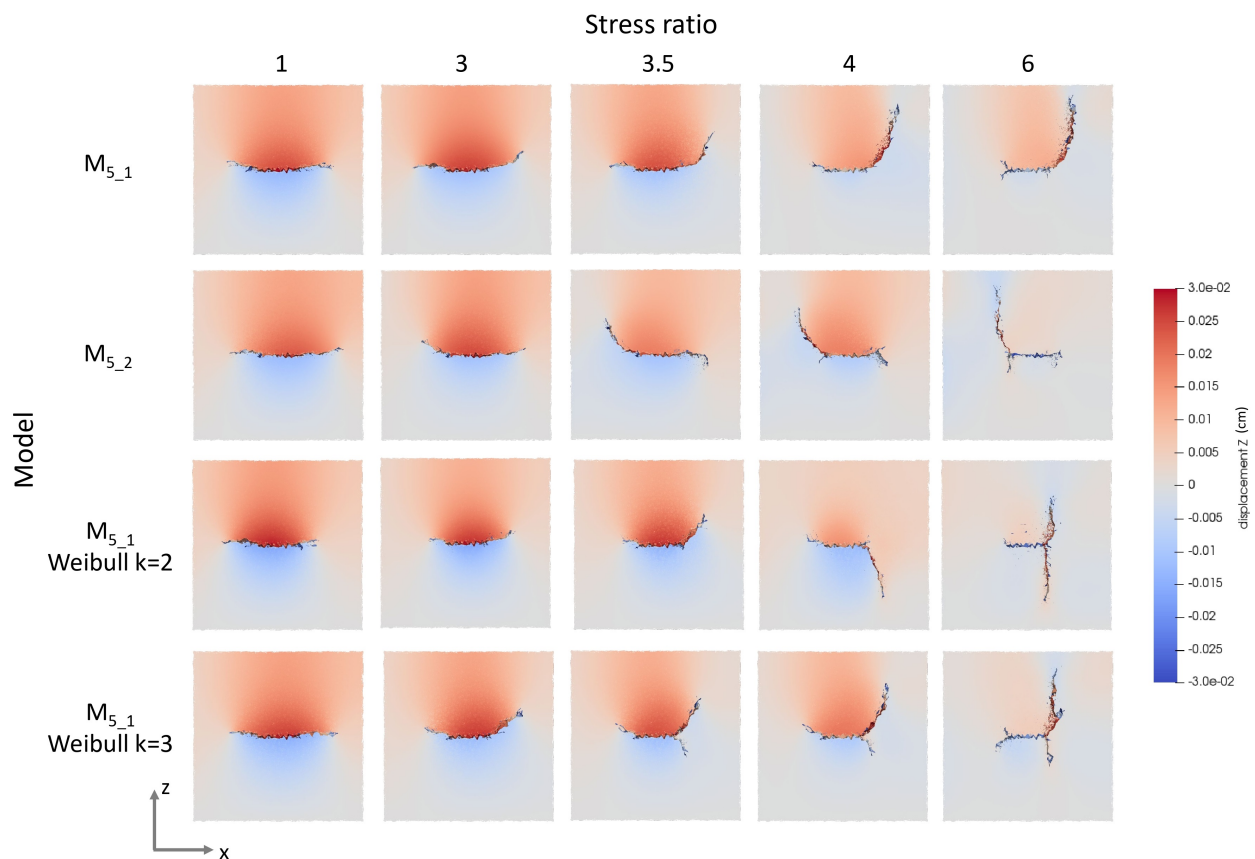 Stress ratio
1 3 3.5 4 6
M5_1
M5_2
M5_1
Weibull k=2
M5_1
Weibull k=3
Model
z
x
3.0e-02
0.025
0.02
0.015
0.01
0.005
0
-0.005
-0.01
-0.015
-0.02
-0.025
-3.0e-02
displacement Z (cm)